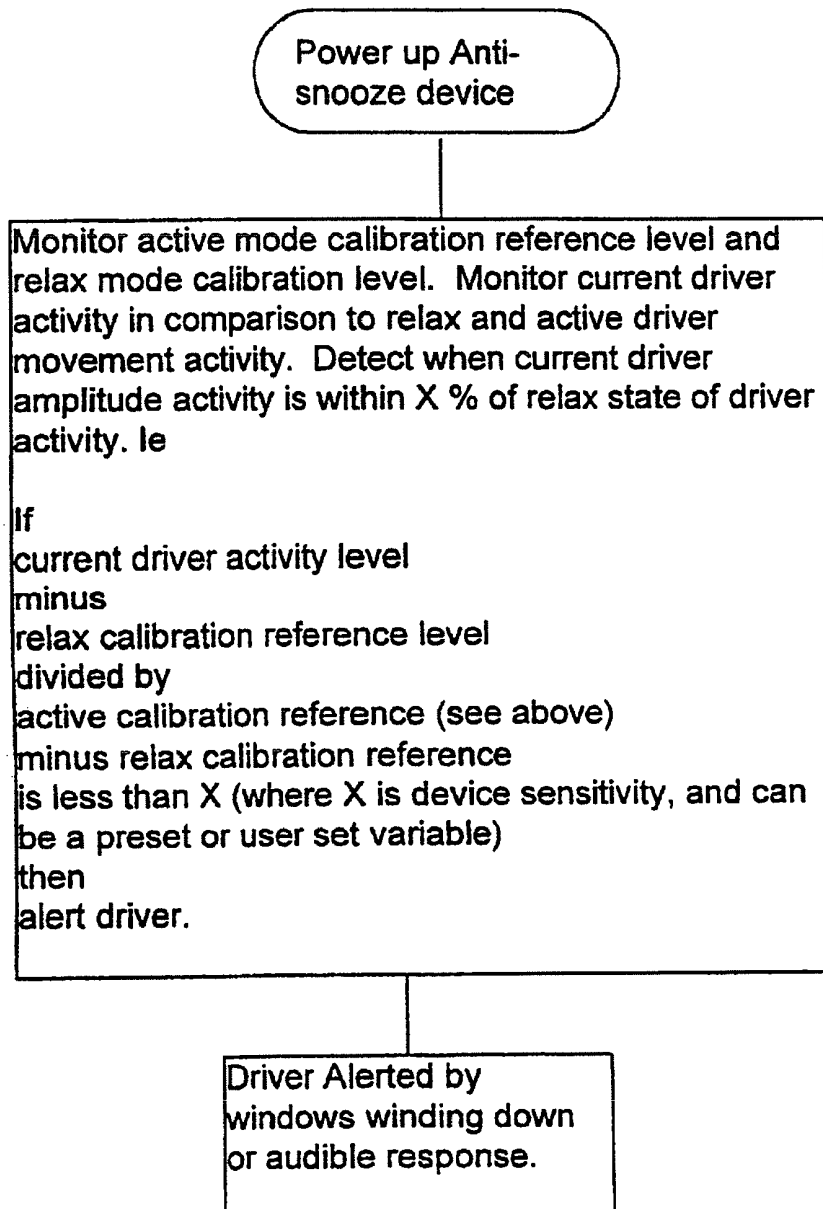 Power up Anti-
snooze device
Monitor active mode calibration reference level and
relax mode calibration level. Monitor current driver
activity in comparison to relax and active driver
movement activity. Detect when current driver
amplitude activity is within X % of relax state of driver
activity. Ie
If
current driver activity level
minus
relax calibration reference level
divided by
active calibration reference (see above)
minus relax calibration reference
is less than X (where X is device sensitivity, and can
be a preset or user set variable)
then
alert driver.
Driver Alerted by
windows winding down
or audible response.